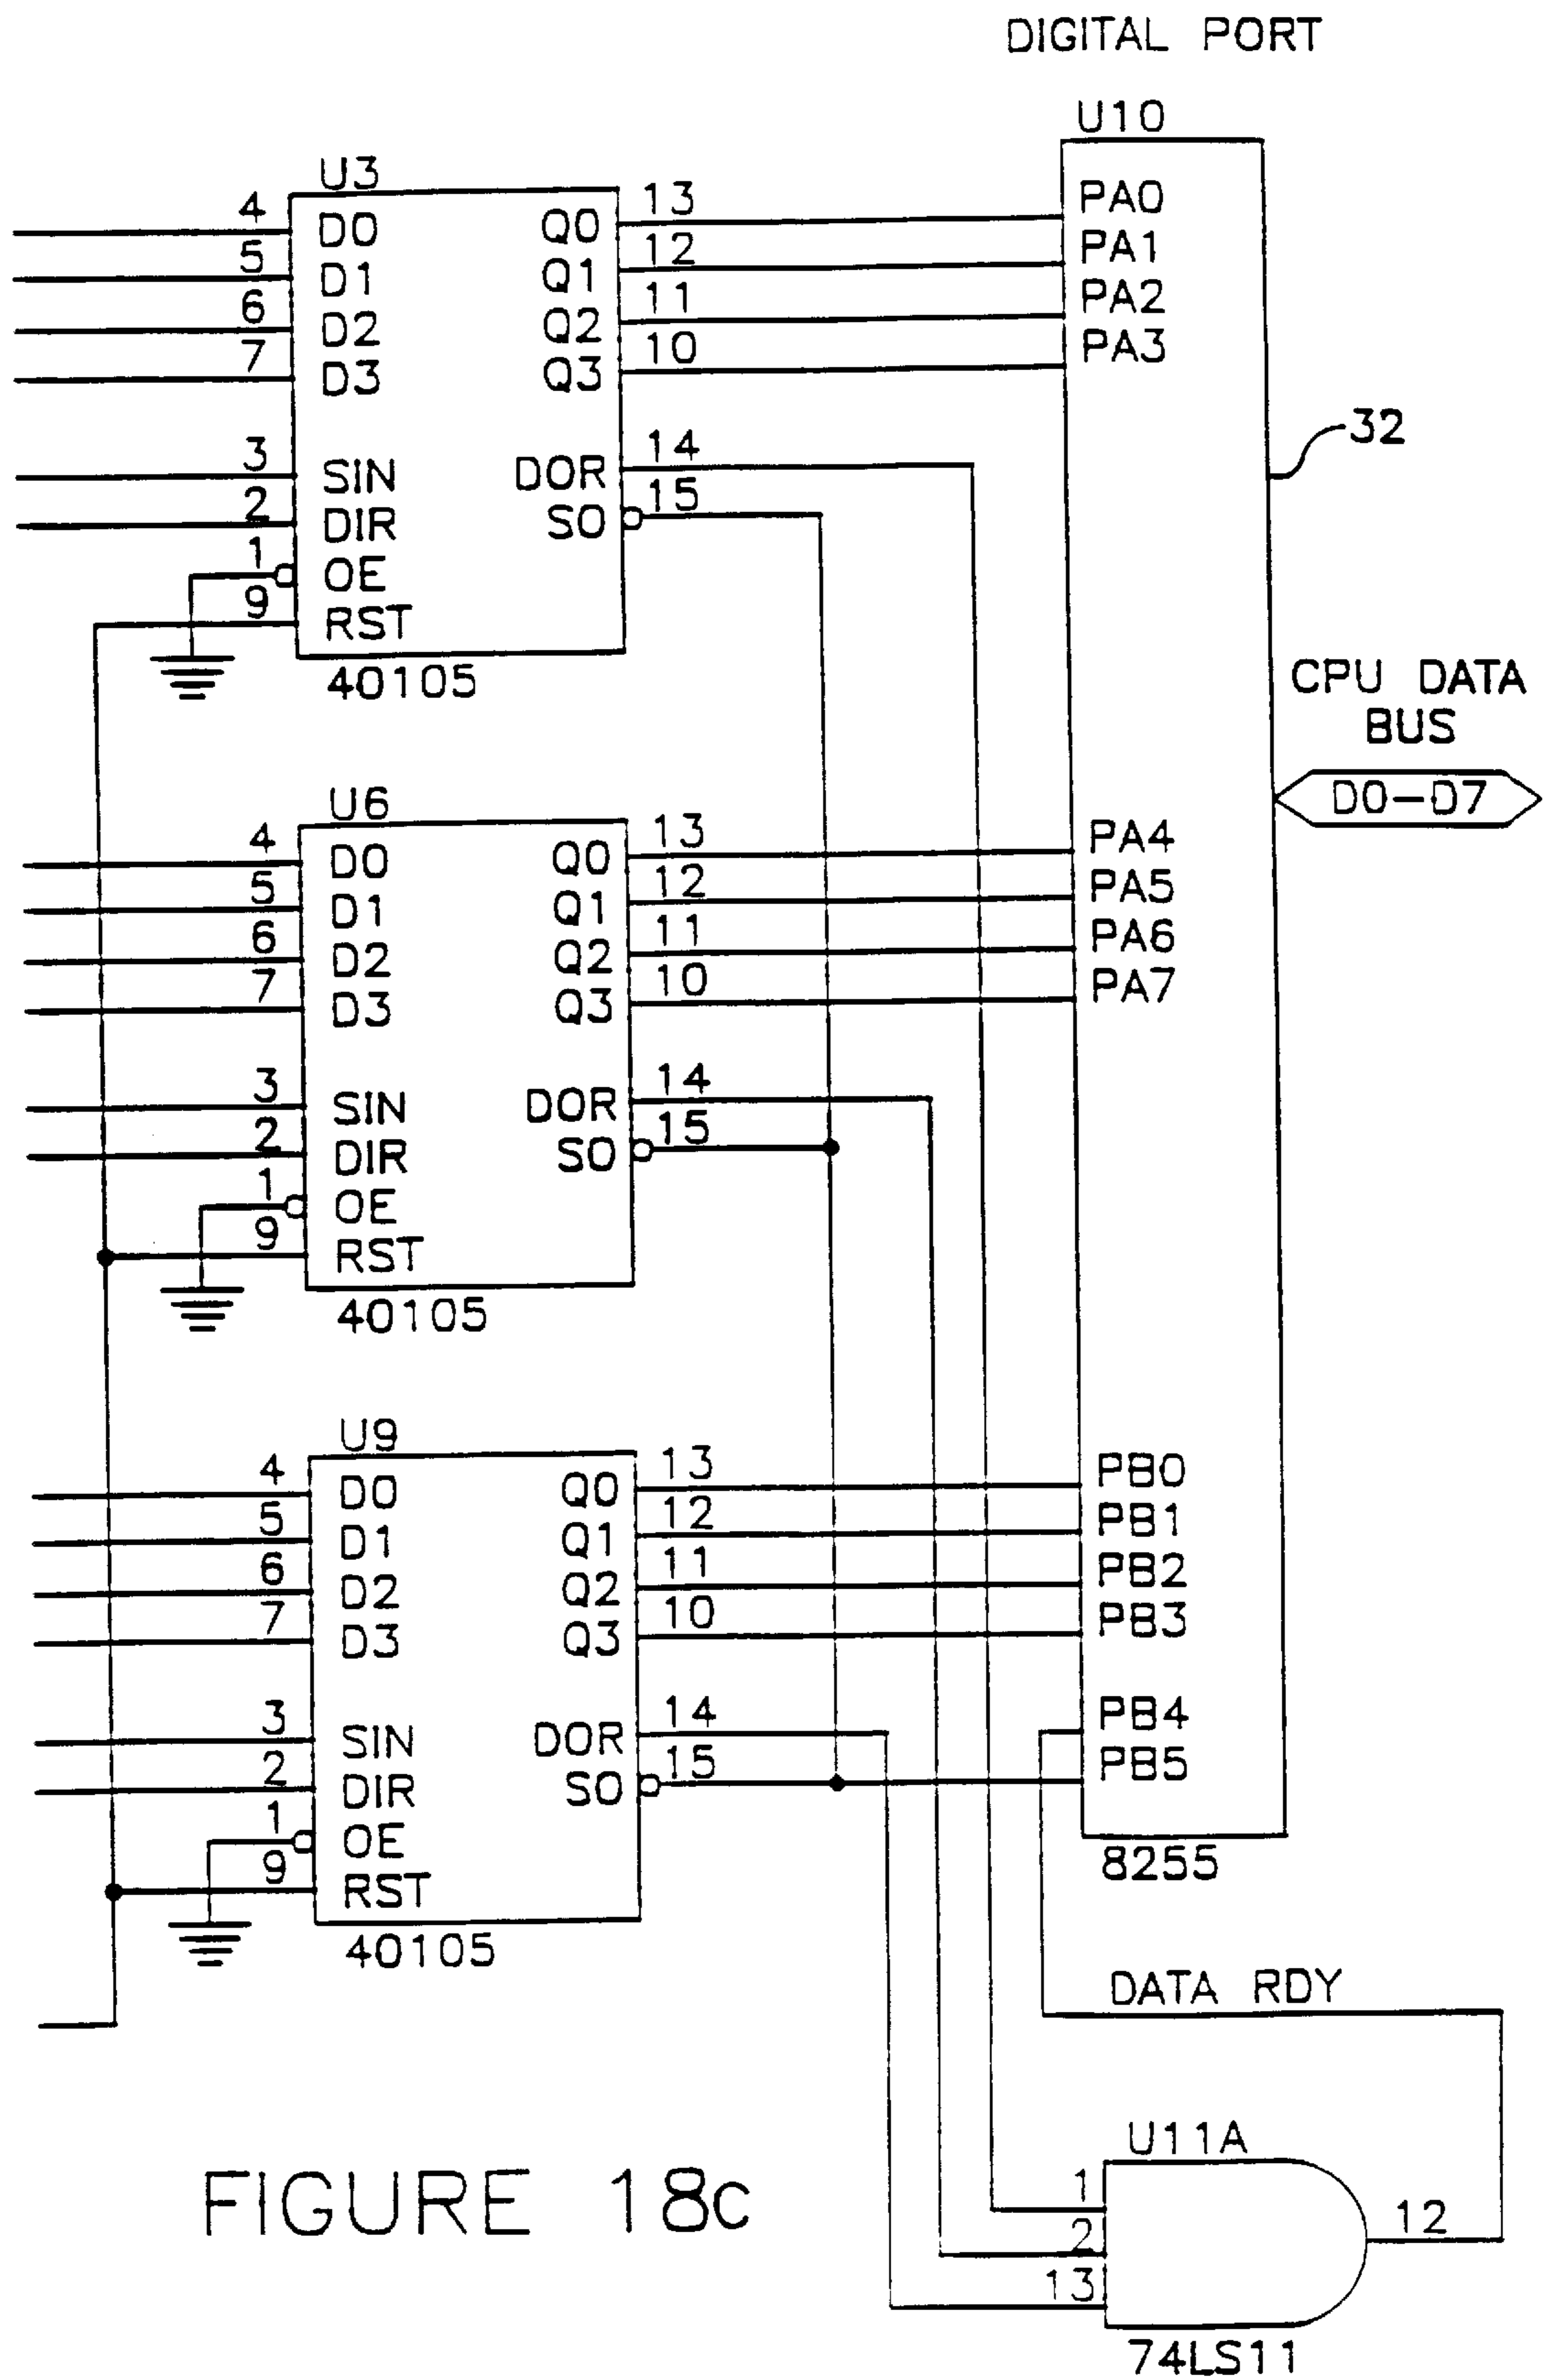 DIGITAL PORT
U10
U3
4 D0 Q0 13 PA0
5 D1 Q1 12 PA1
6 D2 Q2 11 PA2
7 D3 Q3 10 PA3
32
3 SIN DOR 14
2 DIR SO 15
1 OE
9 RST
40105
CPU DATA
BUS
D0-D7
U6
4 D0 Q0 13 PA4
5 D1 Q1 12 PA5
6 D2 Q2 11 PA6
7 D3 Q3 10 PA7
3 SIN DOR 14
2 DIR SO 15
1 OE
9 RST
40105
U9
4 D0 Q0 13 PB0
5 D1 Q1 12 PB1
6 D2 Q2 11 PB2
7 D3 Q3 10 PB3
3 SIN DOR 14 PB4
2 DIR SO 15 PB5
1 OE
9 RST
8255
40105
DATA RDY
U11A
1
2
13
12
74LS11
FIGURE 18c